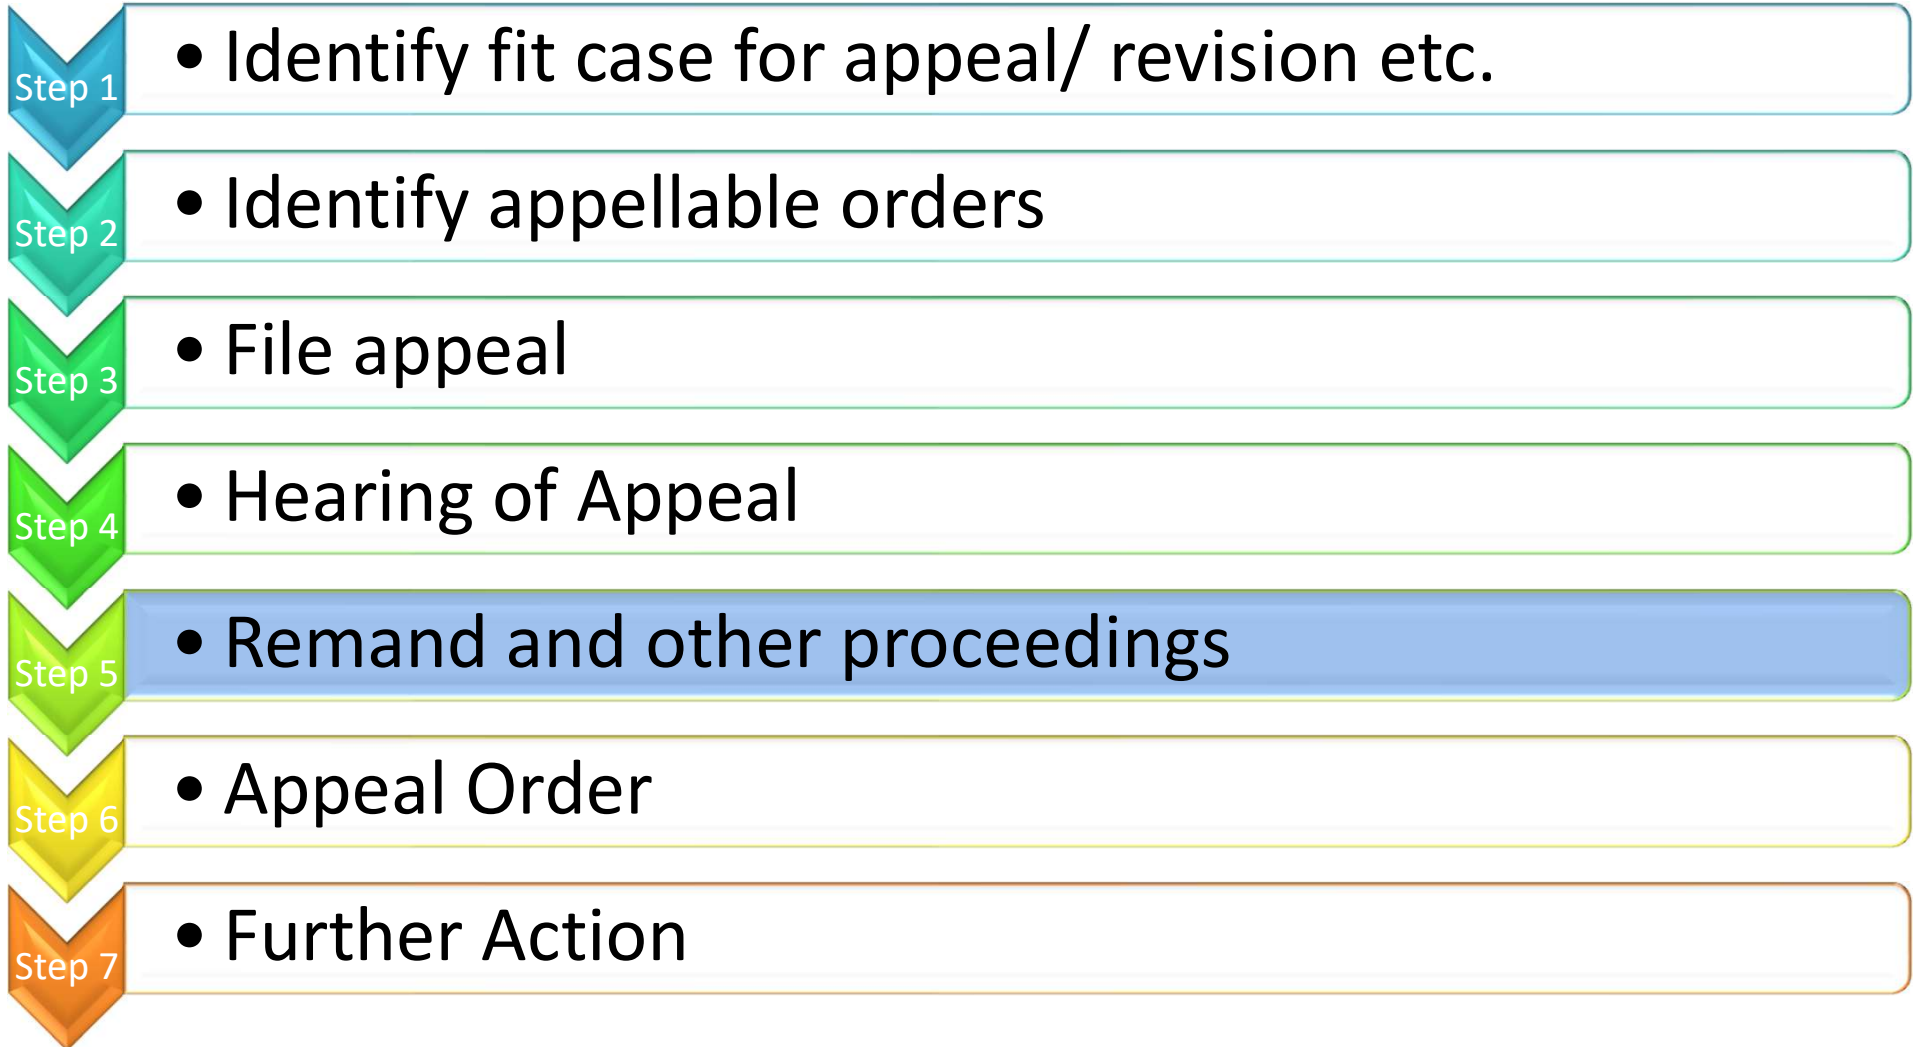 Step 1
• Identify fit case for appeal/ revision etc.
Step 2
• Identify appellable orders
Step 3
• File appeal
Step 4
• Hearing of Appeal
Step 5
• Remand and other proceedings
Step 6
• Appeal Order
Step 7
• Further Action